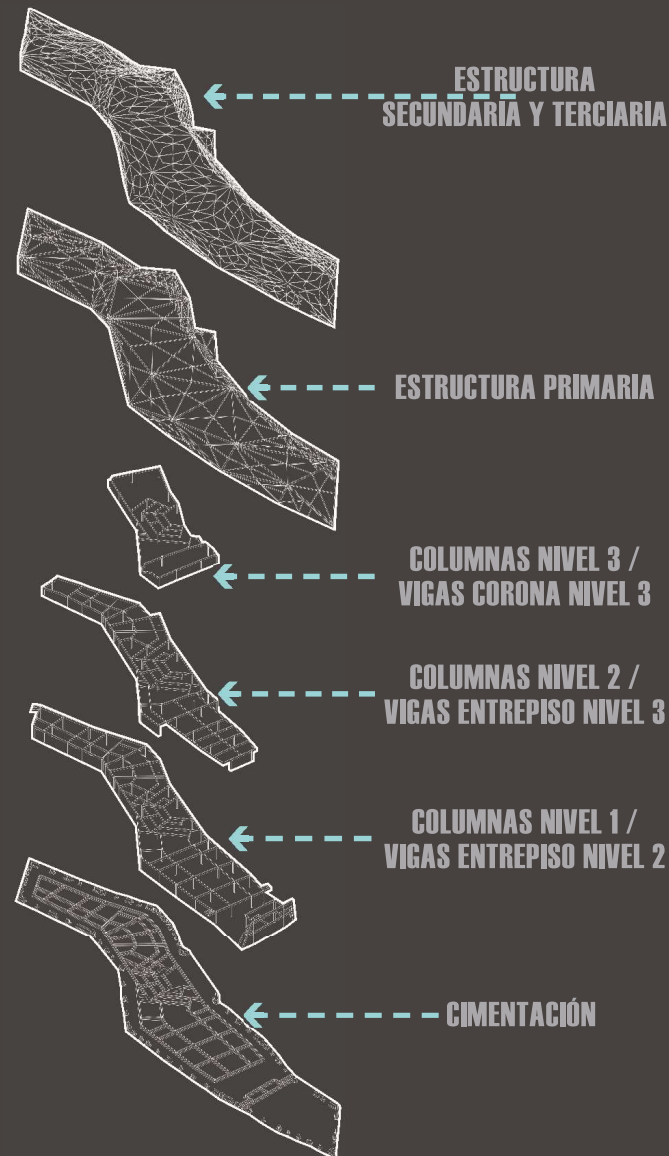 ESTRUCTURA
SECUNDARIA Y TERCIARIA
ESTRUCTURA PRIMARIA
COLUMNAS NIVEL 3 /
VIGAS CORONA NIVEL 3
COLUMNAS NIVEL 2 /
VIGAS ENTREPISO NIVEL 3
COLUMNAS NIVEL 1 /
VIGAS ENTREPISO NIVEL 2
CIMENTACIÓN